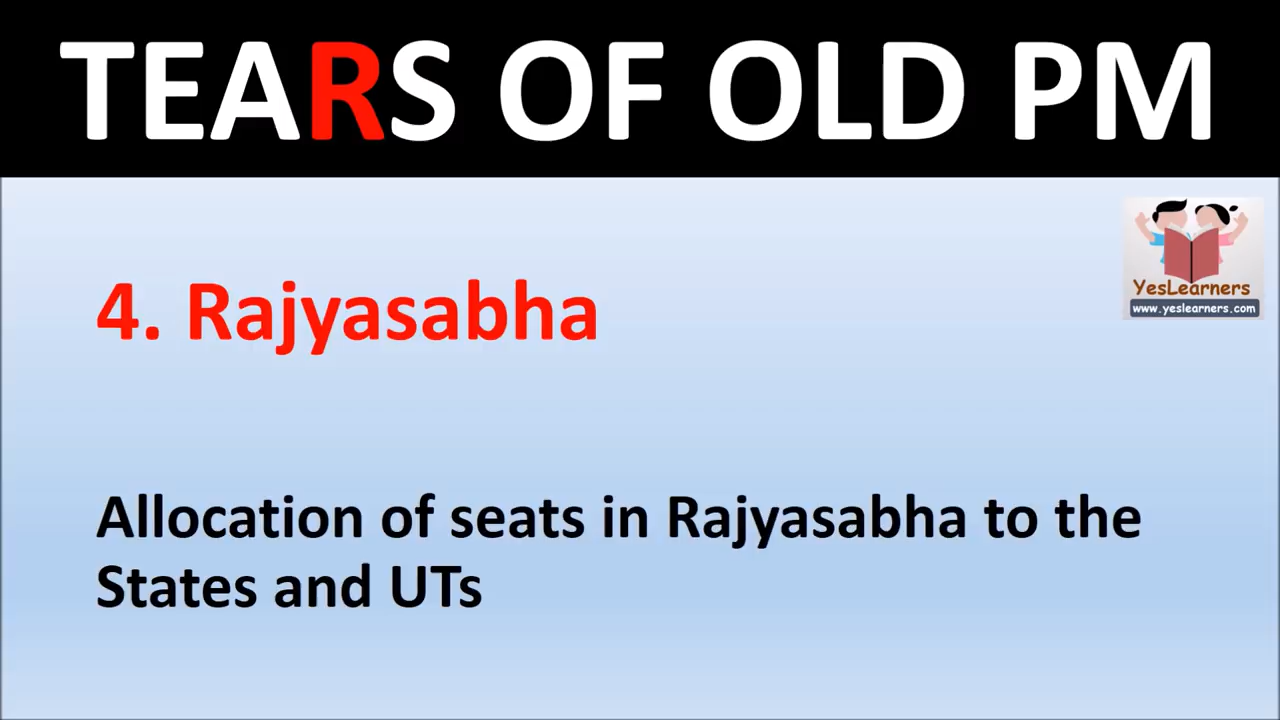 TEARS OF OLD PM
YesLearners
www.yeslearners.com
4. Rajyasabha
Allocation of seats in Rajyasabha to the
States and UTs